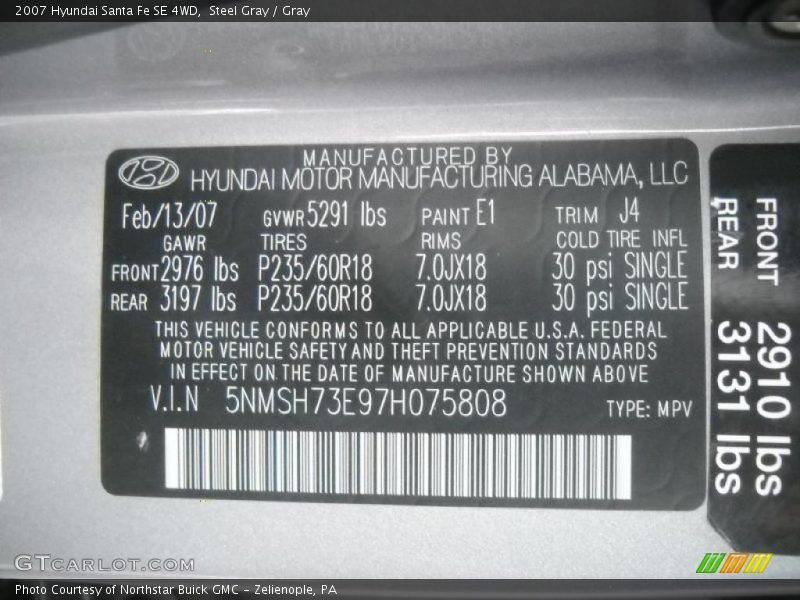 2007 Hyundai Santa Fe SE 4WD, Steel Gray / Gray
MANUFACTURED BY
HYUNDAI MOTOR MANUFACTURING ALABAMA, LLC
Feb/13/07 GVWR 5291 lbs PAINT E1 TRIM J4
GAWR TIRES RIMS COLD TIRE INFL
FRONT 2976 lbs P235/60R18 7.0JX18 30 psi SINGLE
REAR 3197 lbs P235/60R18 7.0JX18 30 psi SINGLE
THIS VEHICLE CONFORMS TO ALL APPLICABLE U.S.A. FEDERAL
MOTOR VEHICLE SAFETY AND THEFT PREVENTION STANDARDS
IN EFFECT ON THE DATE OF MANUFACTURE SHOWN ABOVE
V.I.N 5NMSH73E97H075808 TYPE: MPV
FRONT 2910 lbs
REAR 3131 lbs
GTCARLOT.COM
Photo Courtesy of Northstar Buick GMC - Zelienople, PA